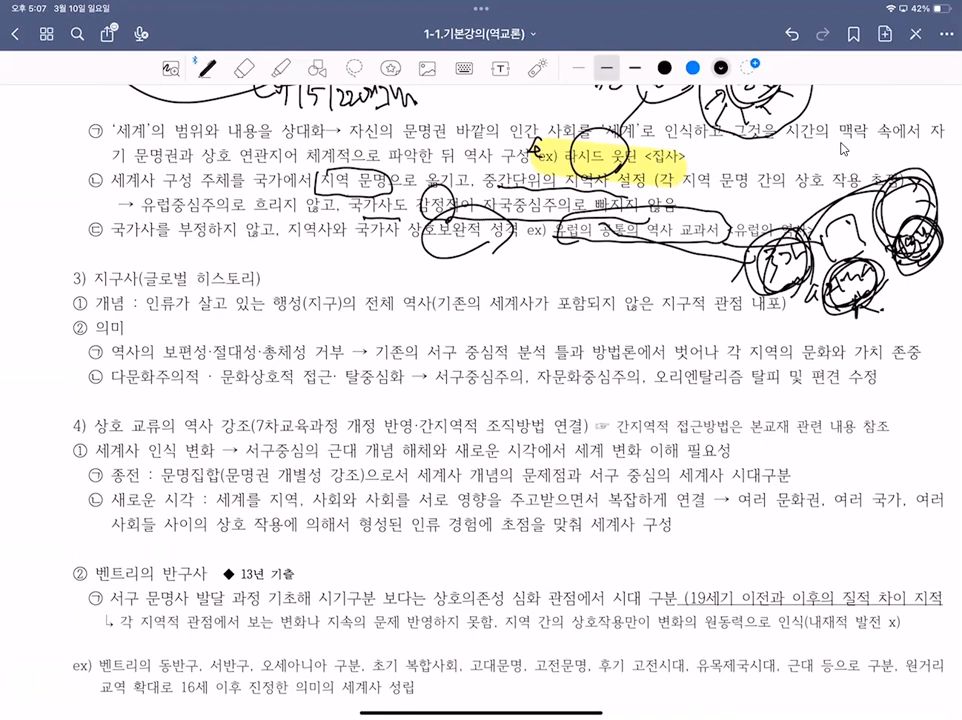 오후 5:07 3월 10일 일요일
42%
1-1.기본강의(역교론)
㉠ '세계'의 범위와 내용을 상대화→ 자신의 문명권 바깥의 인간 사회를 '세계'로 인식하고 그것을 시간의 맥락 속에서 자
기 문명권과 상호 연관지어 체계적으로 파악한 뒤 역사 구성 ex) 라시드 웃딘 <집사>
㉡ 세계사 구성 주체를 국가에서 지역 문명으로 옮기고, 중간단위의 지역사 설정 (각 지역 문명 간의 상호 작용 초점)
→ 유럽중심주의로 흐리지 않고, 국가사도 감정적인 자국중심주의로 빠지지 않음
㉢ 국가사를 부정하지 않고, 지역사와 국가사 상호보완적 성격 ex) 유럽의 공통의 역사 교과서 <유럽의 역사>
3) 지구사(글로벌 히스토리)
① 개념 : 인류가 살고 있는 행성(지구)의 전체 역사(기존의 세계사가 포함되지 않은 지구적 관점 내포)
② 의미
㉠ 역사의 보편성·절대성·총체성 거부 → 기존의 서구 중심적 분석 틀과 방법론에서 벗어나 각 지역의 문화와 가치 존중
㉡ 다문화주의적 · 문화상호적 접근· 탈중심화 → 서구중심주의, 자문화중심주의, 오리엔탈리즘 탈피 및 편견 수정
4) 상호 교류의 역사 강조(7차교육과정 개정 반영·간지역적 조직방법 연결) ☞ 간지역적 접근방법은 본교재 관련 내용 참조
① 세계사 인식 변화 → 서구중심의 근대 개념 해체와 새로운 시각에서 세계 변화 이해 필요성
㉠ 종전 : 문명집합(문명권 개별성 강조)으로서 세계사 개념의 문제점과 서구 중심의 세계사 시대구분
㉡ 새로운 시각 : 세계를 지역, 사회와 사회를 서로 영향을 주고받으면서 복잡하게 연결 → 여러 문화권, 여러 국가, 여러
사회들 사이의 상호 작용에 의해서 형성된 인류 경험에 초점을 맞춰 세계사 구성
② 벤트리의 반구사 ◆ 13년 기출
㉠ 서구 문명사 발달 과정 기초해 시기구분 보다는 상호의존성 심화 관점에서 시대 구분 (19세기 이전과 이후의 질적 차이 지적
↳ 각 지역적 관점에서 보는 변화나 지속의 문제 반영하지 못함, 지역 간의 상호작용만이 변화의 원동력으로 인식(내재적 발전 x)
ex) 벤트리의 동반구, 서반구, 오세아니아 구분, 초기 복합사회, 고대문명, 고전문명, 후기 고전시대, 유목제국시대, 근대 등으로 구분, 원거리
교역 확대로 16세 이후 진정한 의미의 세계사 성립